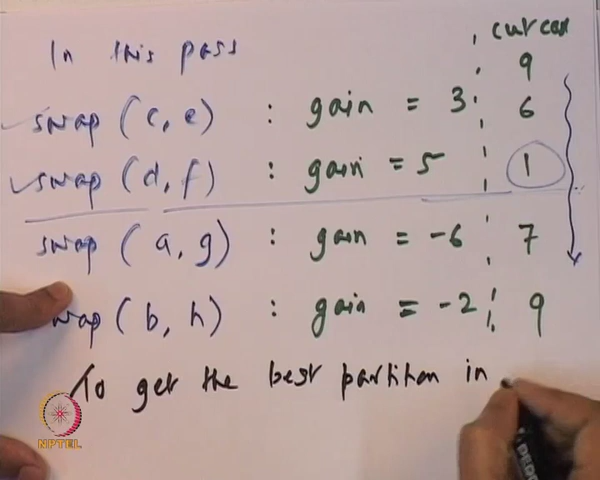 cut cost
In this pass 9
swap (c, e) : gain = 3 6
swap (d, f) : gain = 5 1
swap (a, g) : gain = -6 7
swap (b, h) : gain = -2 9
To get the best partition in
NPTEL